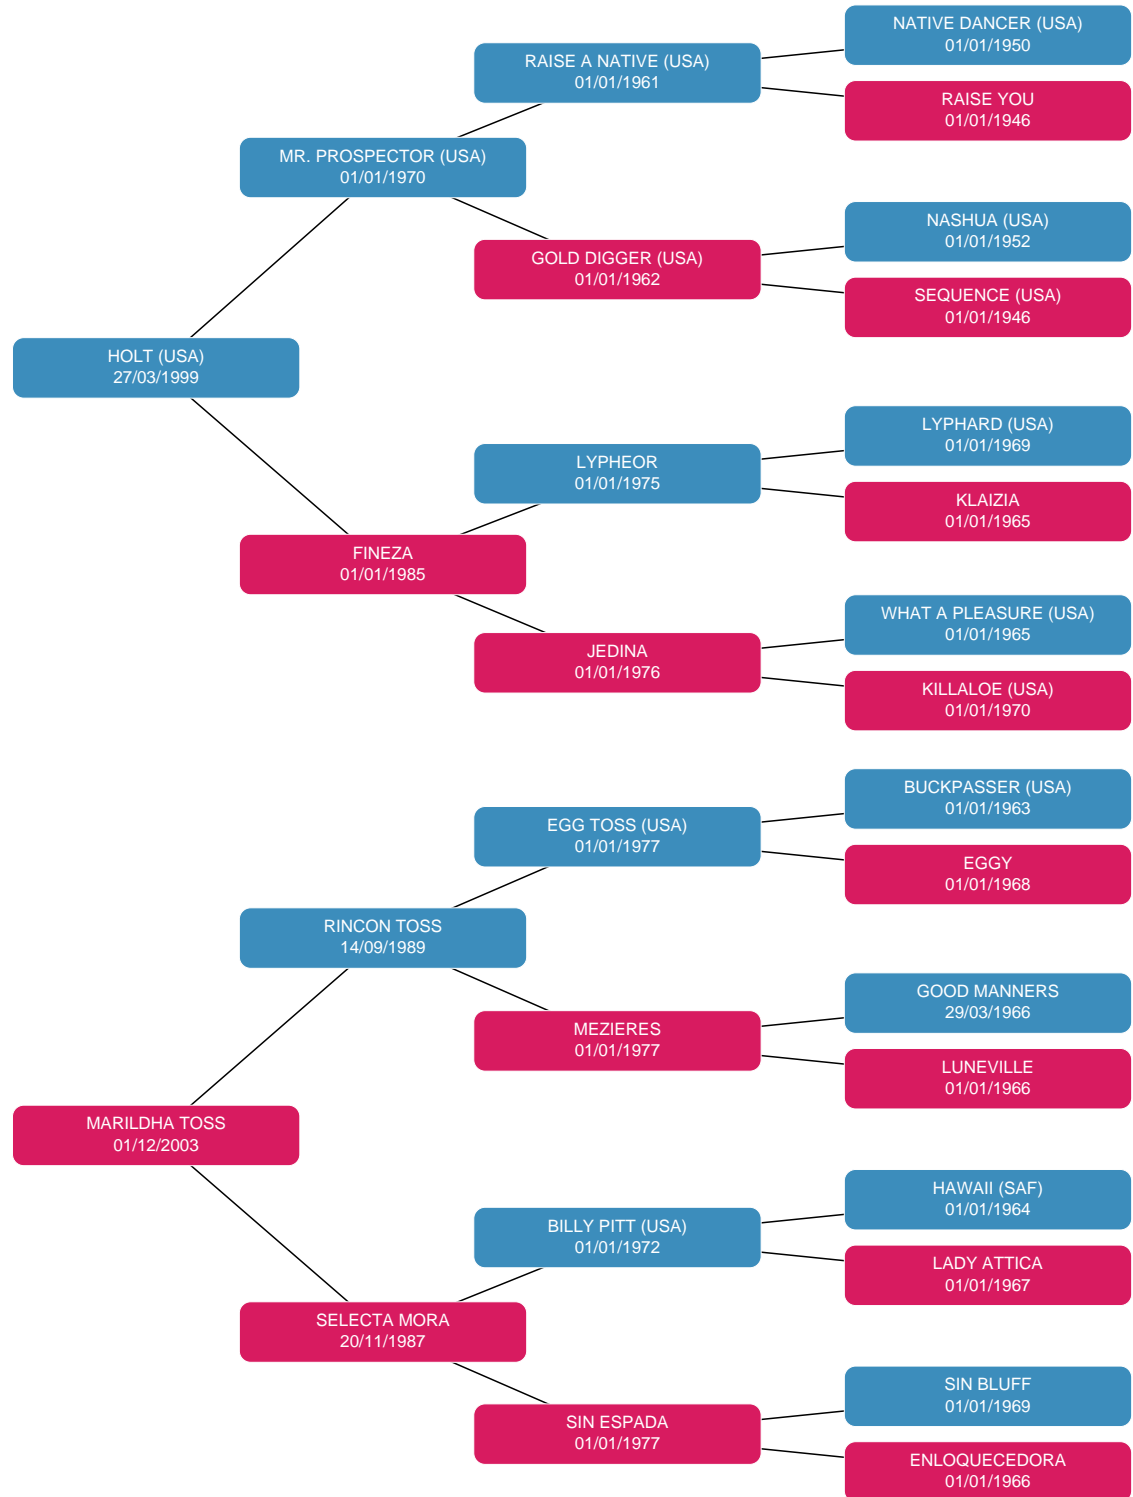 NATIVE DANCER (USA)
01/01/1950
RAISE A NATIVE (USA)
01/01/1961
RAISE YOU
01/01/1946
MR. PROSPECTOR (USA)
01/01/1970
NASHUA (USA)
01/01/1952
GOLD DIGGER (USA)
01/01/1962
SEQUENCE (USA)
01/01/1946
HOLT (USA)
27/03/1999
LYPHARD (USA)
01/01/1969
LYPHEOR
01/01/1975
KLAIZIA
01/01/1965
FINEZA
01/01/1985
WHAT A PLEASURE (USA)
01/01/1965
JEDINA
01/01/1976
KILLALOE (USA)
01/01/1970
BUCKPASSER (USA)
01/01/1963
EGG TOSS (USA)
01/01/1977
EGGY
01/01/1968
RINCON TOSS
14/09/1989
GOOD MANNERS
29/03/1966
MEZIERES
01/01/1977
LUNEVILLE
01/01/1966
MARILDHA TOSS
01/12/2003
HAWAII (SAF)
01/01/1964
BILLY PITT (USA)
01/01/1972
LADY ATTICA
01/01/1967
SELECTA MORA
20/11/1987
SIN BLUFF
01/01/1969
SIN ESPADA
01/01/1977
ENLOQUECEDORA
01/01/1966